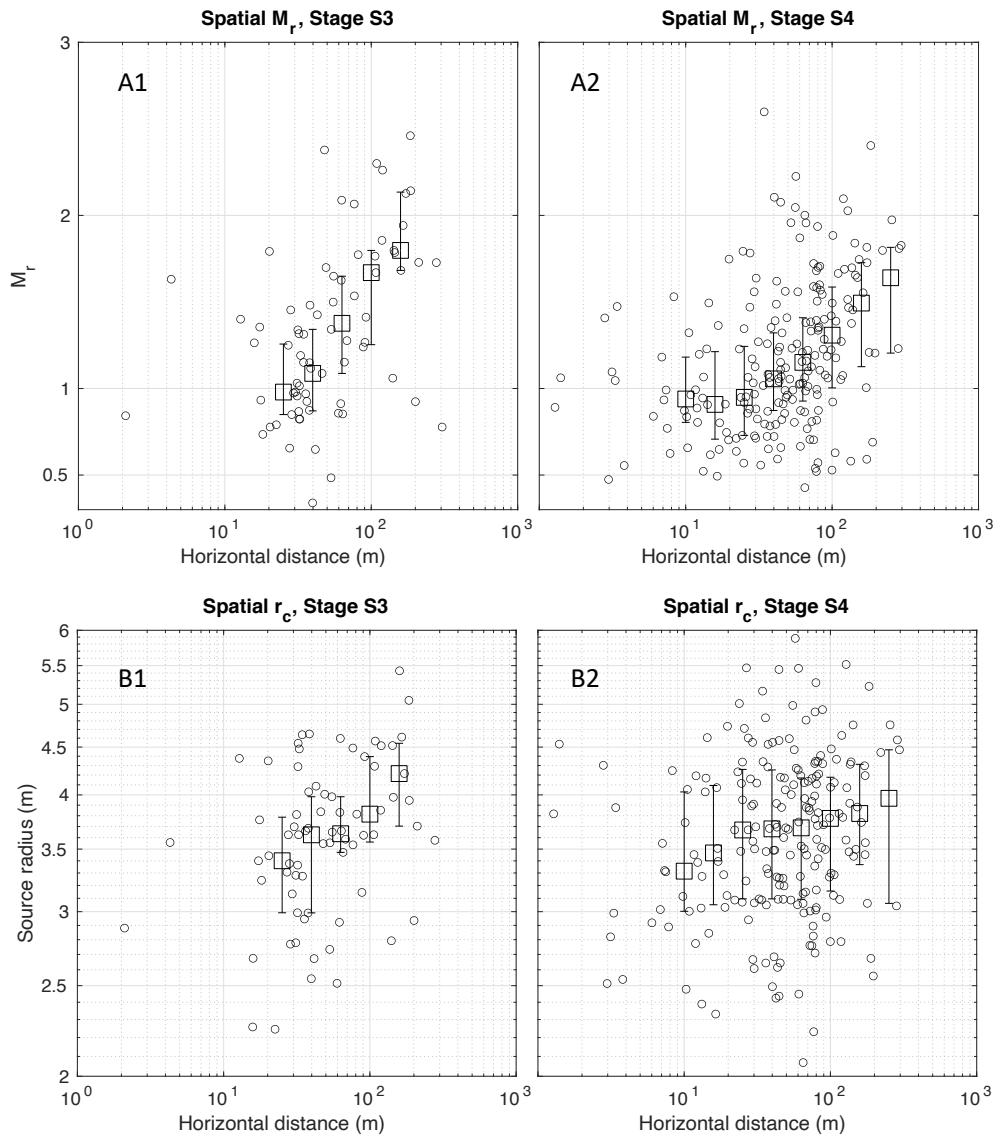 Spatial M_r, Stage S3
Spatial M_r, Stage S4
A1
A2
3
2
1
0.5
M_r
10^0 10^1 10^2 10^3
10^1 10^2 10^3
Horizontal distance (m)
Horizontal distance (m)
Spatial r_c, Stage S3
Spatial r_c, Stage S4
B1
B2
6
5.5
5
4.5
4
3.5
3
2.5
2
Source radius (m)
10^0 10^1 10^2 10^3
10^1 10^2 10^3
Horizontal distance (m)
Horizontal distance (m)